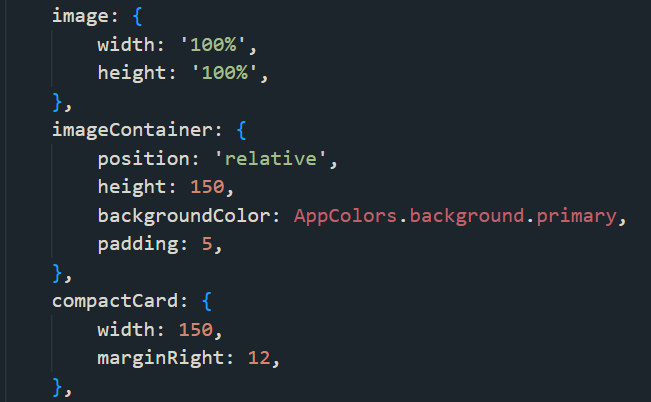 image: {
    width: '100%',
    height: '100%',
},
imageContainer: {
    position: 'relative',
    height: 150,
    backgroundColor: AppColors.background.primary,
    padding: 5,
},
compactCard: {
    width: 150,
    marginRight: 12,
},